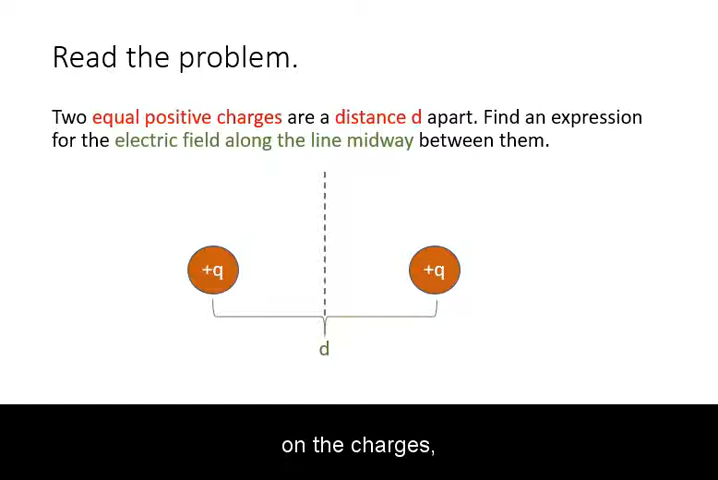 Read the problem.
Two equal positive charges are a distance d apart. Find an expression
for the electric field along the line midway between them.
+q
+q
d
on the charges,